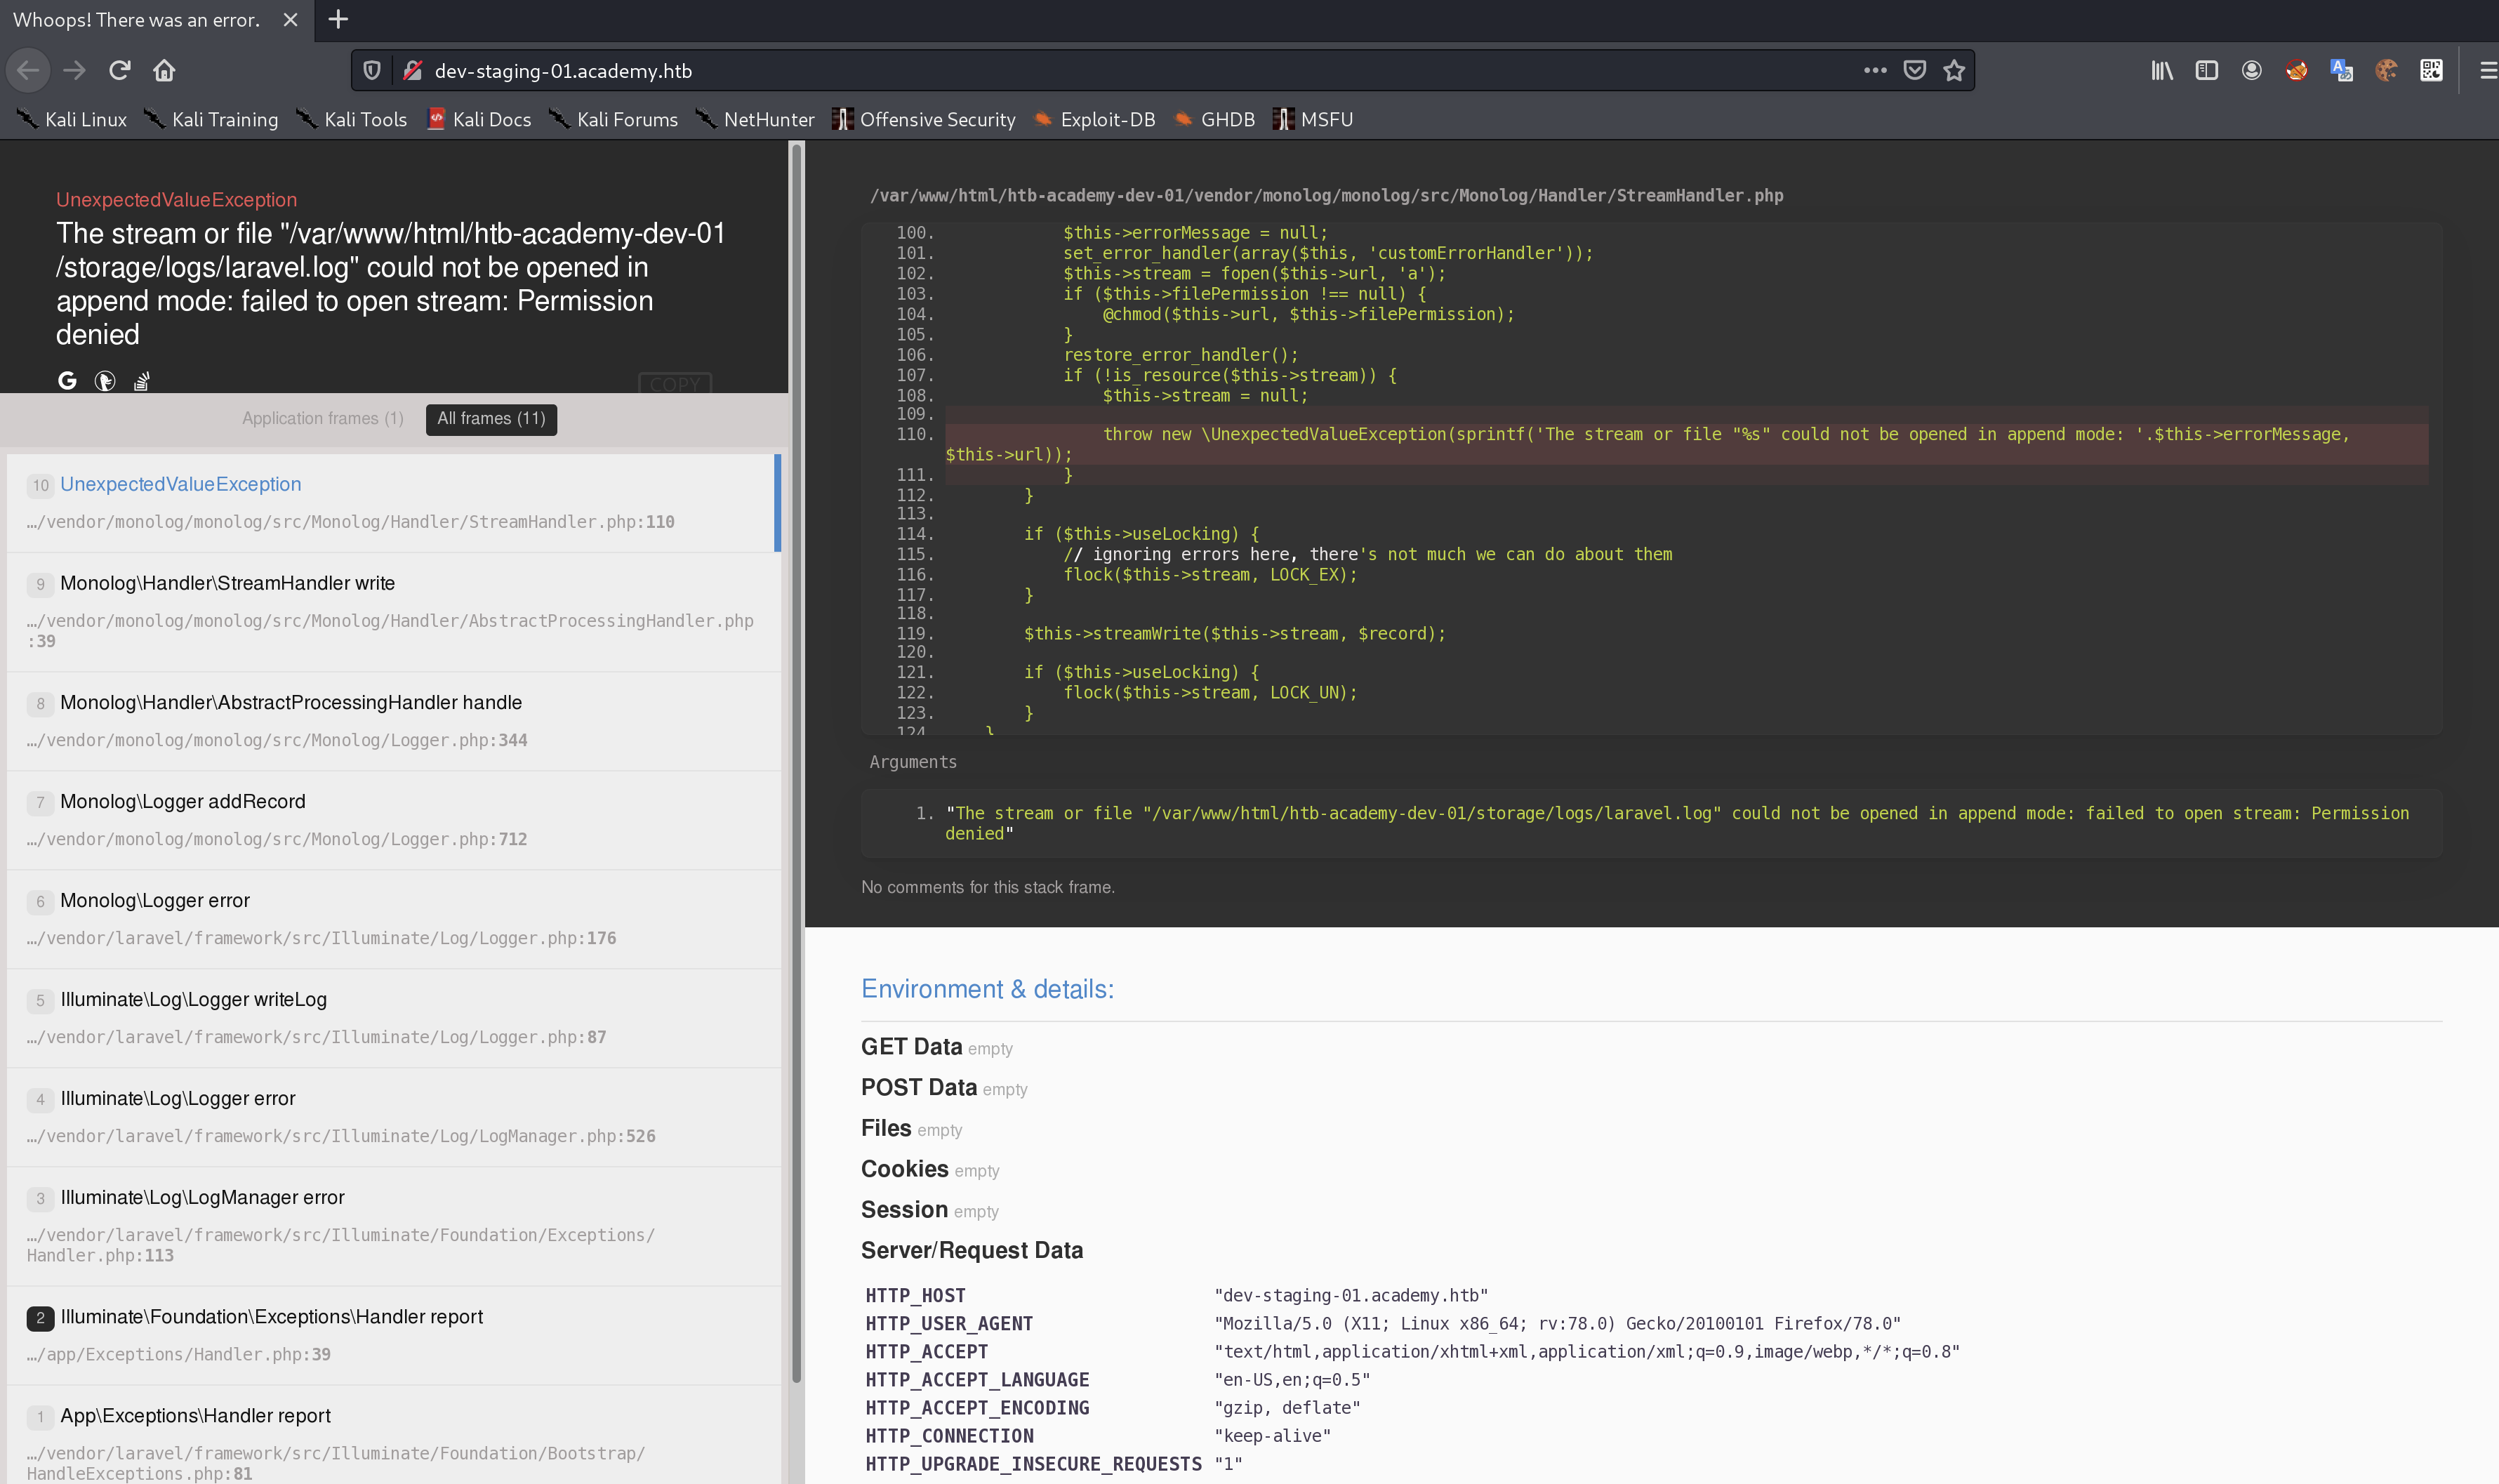 Whoops! There was an error.
dev-staging-01.academy.htb
Kali Linux Kali Training Kali Tools Kali Docs Kali Forums NetHunter Offensive Security Exploit-DB GHDB MSFU
UnexpectedValueException
The stream or file "/var/www/html/htb-academy-dev-01
/storage/logs/laravel.log" could not be opened in
append mode: failed to open stream: Permission
denied
COPY
Application frames (1) All frames (11)
10 UnexpectedValueException
…/vendor/monolog/monolog/src/Monolog/Handler/StreamHandler.php:110
9 Monolog\Handler\StreamHandler write
…/vendor/monolog/monolog/src/Monolog/Handler/AbstractProcessingHandler.php
:39
8 Monolog\Handler\AbstractProcessingHandler handle
…/vendor/monolog/monolog/src/Monolog/Logger.php:344
7 Monolog\Logger addRecord
…/vendor/monolog/monolog/src/Monolog/Logger.php:712
6 Monolog\Logger error
…/vendor/laravel/framework/src/Illuminate/Log/Logger.php:176
5 Illuminate\Log\Logger writeLog
…/vendor/laravel/framework/src/Illuminate/Log/Logger.php:87
4 Illuminate\Log\Logger error
…/vendor/laravel/framework/src/Illuminate/Log/LogManager.php:526
3 Illuminate\Log\LogManager error
…/vendor/laravel/framework/src/Illuminate/Foundation/Exceptions/
Handler.php:113
2 Illuminate\Foundation\Exceptions\Handler report
…/app/Exceptions/Handler.php:39
1 App\Exceptions\Handler report
…/vendor/laravel/framework/src/Illuminate/Foundation/Bootstrap/
HandleExceptions.php:81
/var/www/html/htb-academy-dev-01/vendor/monolog/monolog/src/Monolog/Handler/StreamHandler.php
100. $this->errorMessage = null;
101. set_error_handler(array($this, 'customErrorHandler'));
102. $this->stream = fopen($this->url, 'a');
103. if ($this->filePermission !== null) {
104. @chmod($this->url, $this->filePermission);
105. }
106. restore_error_handler();
107. if (!is_resource($this->stream)) {
108. $this->stream = null;
109.
110. throw new \UnexpectedValueException(sprintf('The stream or file "%s" could not be opened in append mode: '.$this->errorMessage,
$this->url));
111. }
112. }
113.
114. if ($this->useLocking) {
115. // ignoring errors here, there's not much we can do about them
116. flock($this->stream, LOCK_EX);
117. }
118.
119. $this->streamWrite($this->stream, $record);
120.
121. if ($this->useLocking) {
122. flock($this->stream, LOCK_UN);
123. }
124. }
Arguments
1. "The stream or file "/var/www/html/htb-academy-dev-01/storage/logs/laravel.log" could not be opened in append mode: failed to open stream: Permission
denied"
No comments for this stack frame.
Environment & details:
GET Data empty
POST Data empty
Files empty
Cookies empty
Session empty
Server/Request Data
HTTP_HOST "dev-staging-01.academy.htb"
HTTP_USER_AGENT "Mozilla/5.0 (X11; Linux x86_64; rv:78.0) Gecko/20100101 Firefox/78.0"
HTTP_ACCEPT "text/html,application/xhtml+xml,application/xml;q=0.9,image/webp,*/*;q=0.8"
HTTP_ACCEPT_LANGUAGE "en-US,en;q=0.5"
HTTP_ACCEPT_ENCODING "gzip, deflate"
HTTP_CONNECTION "keep-alive"
HTTP_UPGRADE_INSECURE_REQUESTS "1"